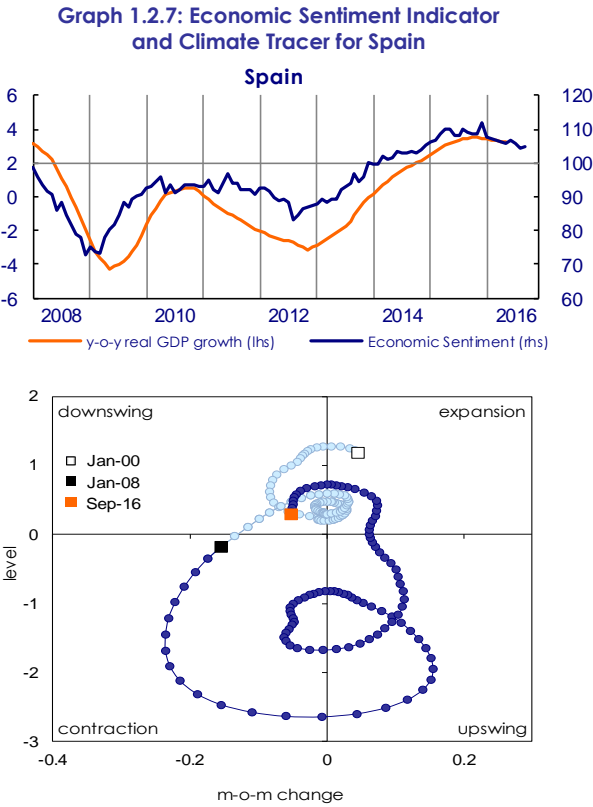 Graph 1.2.7: Economic Sentiment Indicator
and Climate Tracer for Spain
Spain
6 120
4 110
2 100
0 90
-2 80
-4 70
-6 60
2008 2010 2012 2014 2016
y-o-y real GDP growth (lhs) Economic Sentiment (rhs)
2
downswing expansion
Jan-00
1
Jan-08
Sep-16
0
level
-1
-2
contraction upswing
-3
-0.4 -0.2 0 0.2
m-o-m change